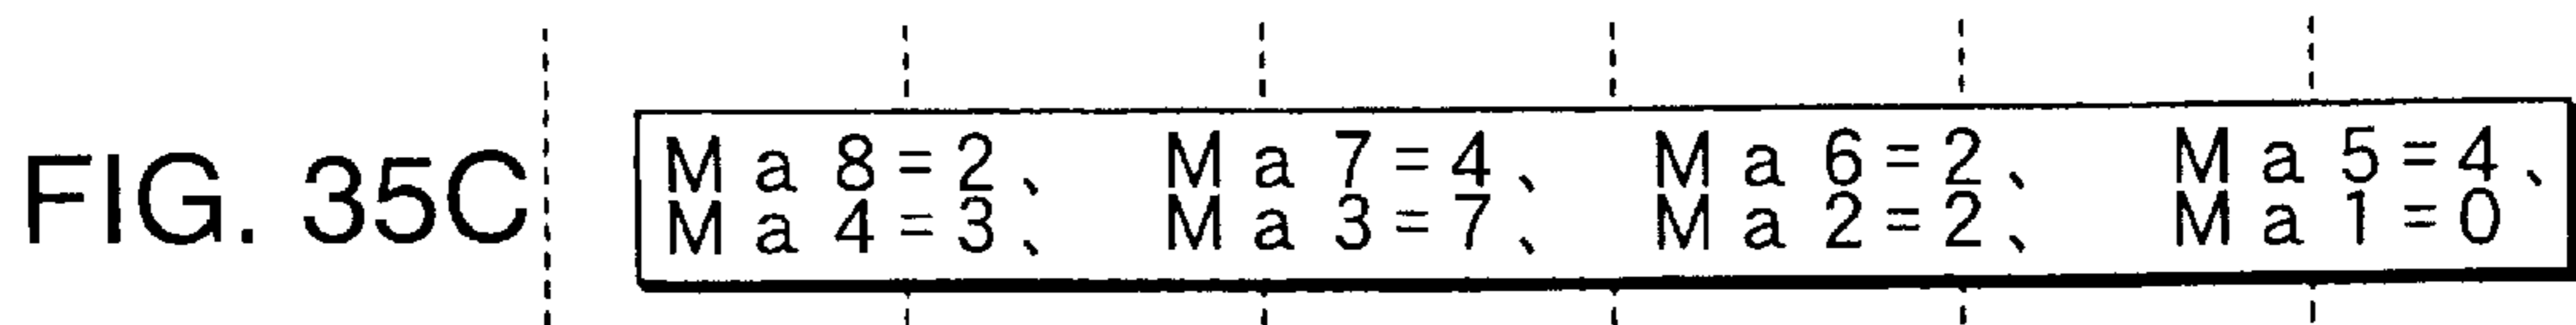 FIG. 35C
Ma8=2、 Ma7=4、 Ma6=2、 Ma5=4、
Ma4=3、 Ma3=7、 Ma2=2、 Ma1=0